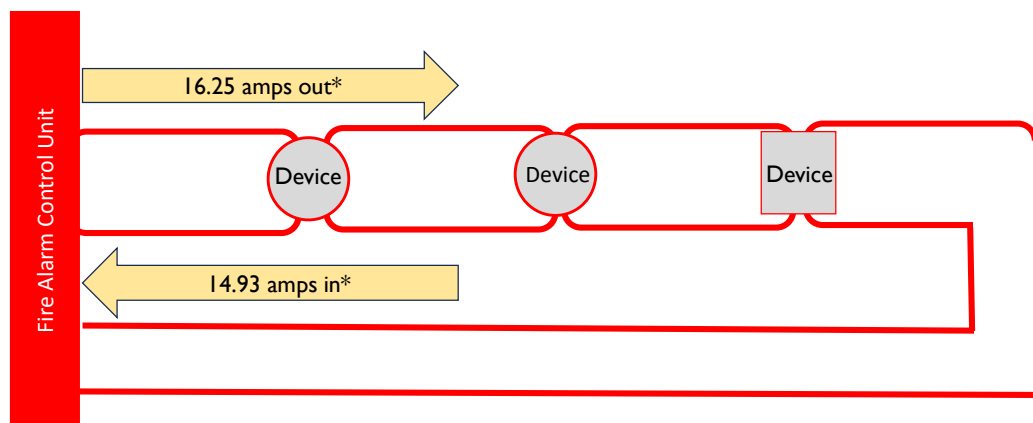 Fire Alarm Control Unit
16.25 amps out*
Device
Device
Device
14.93 amps in*